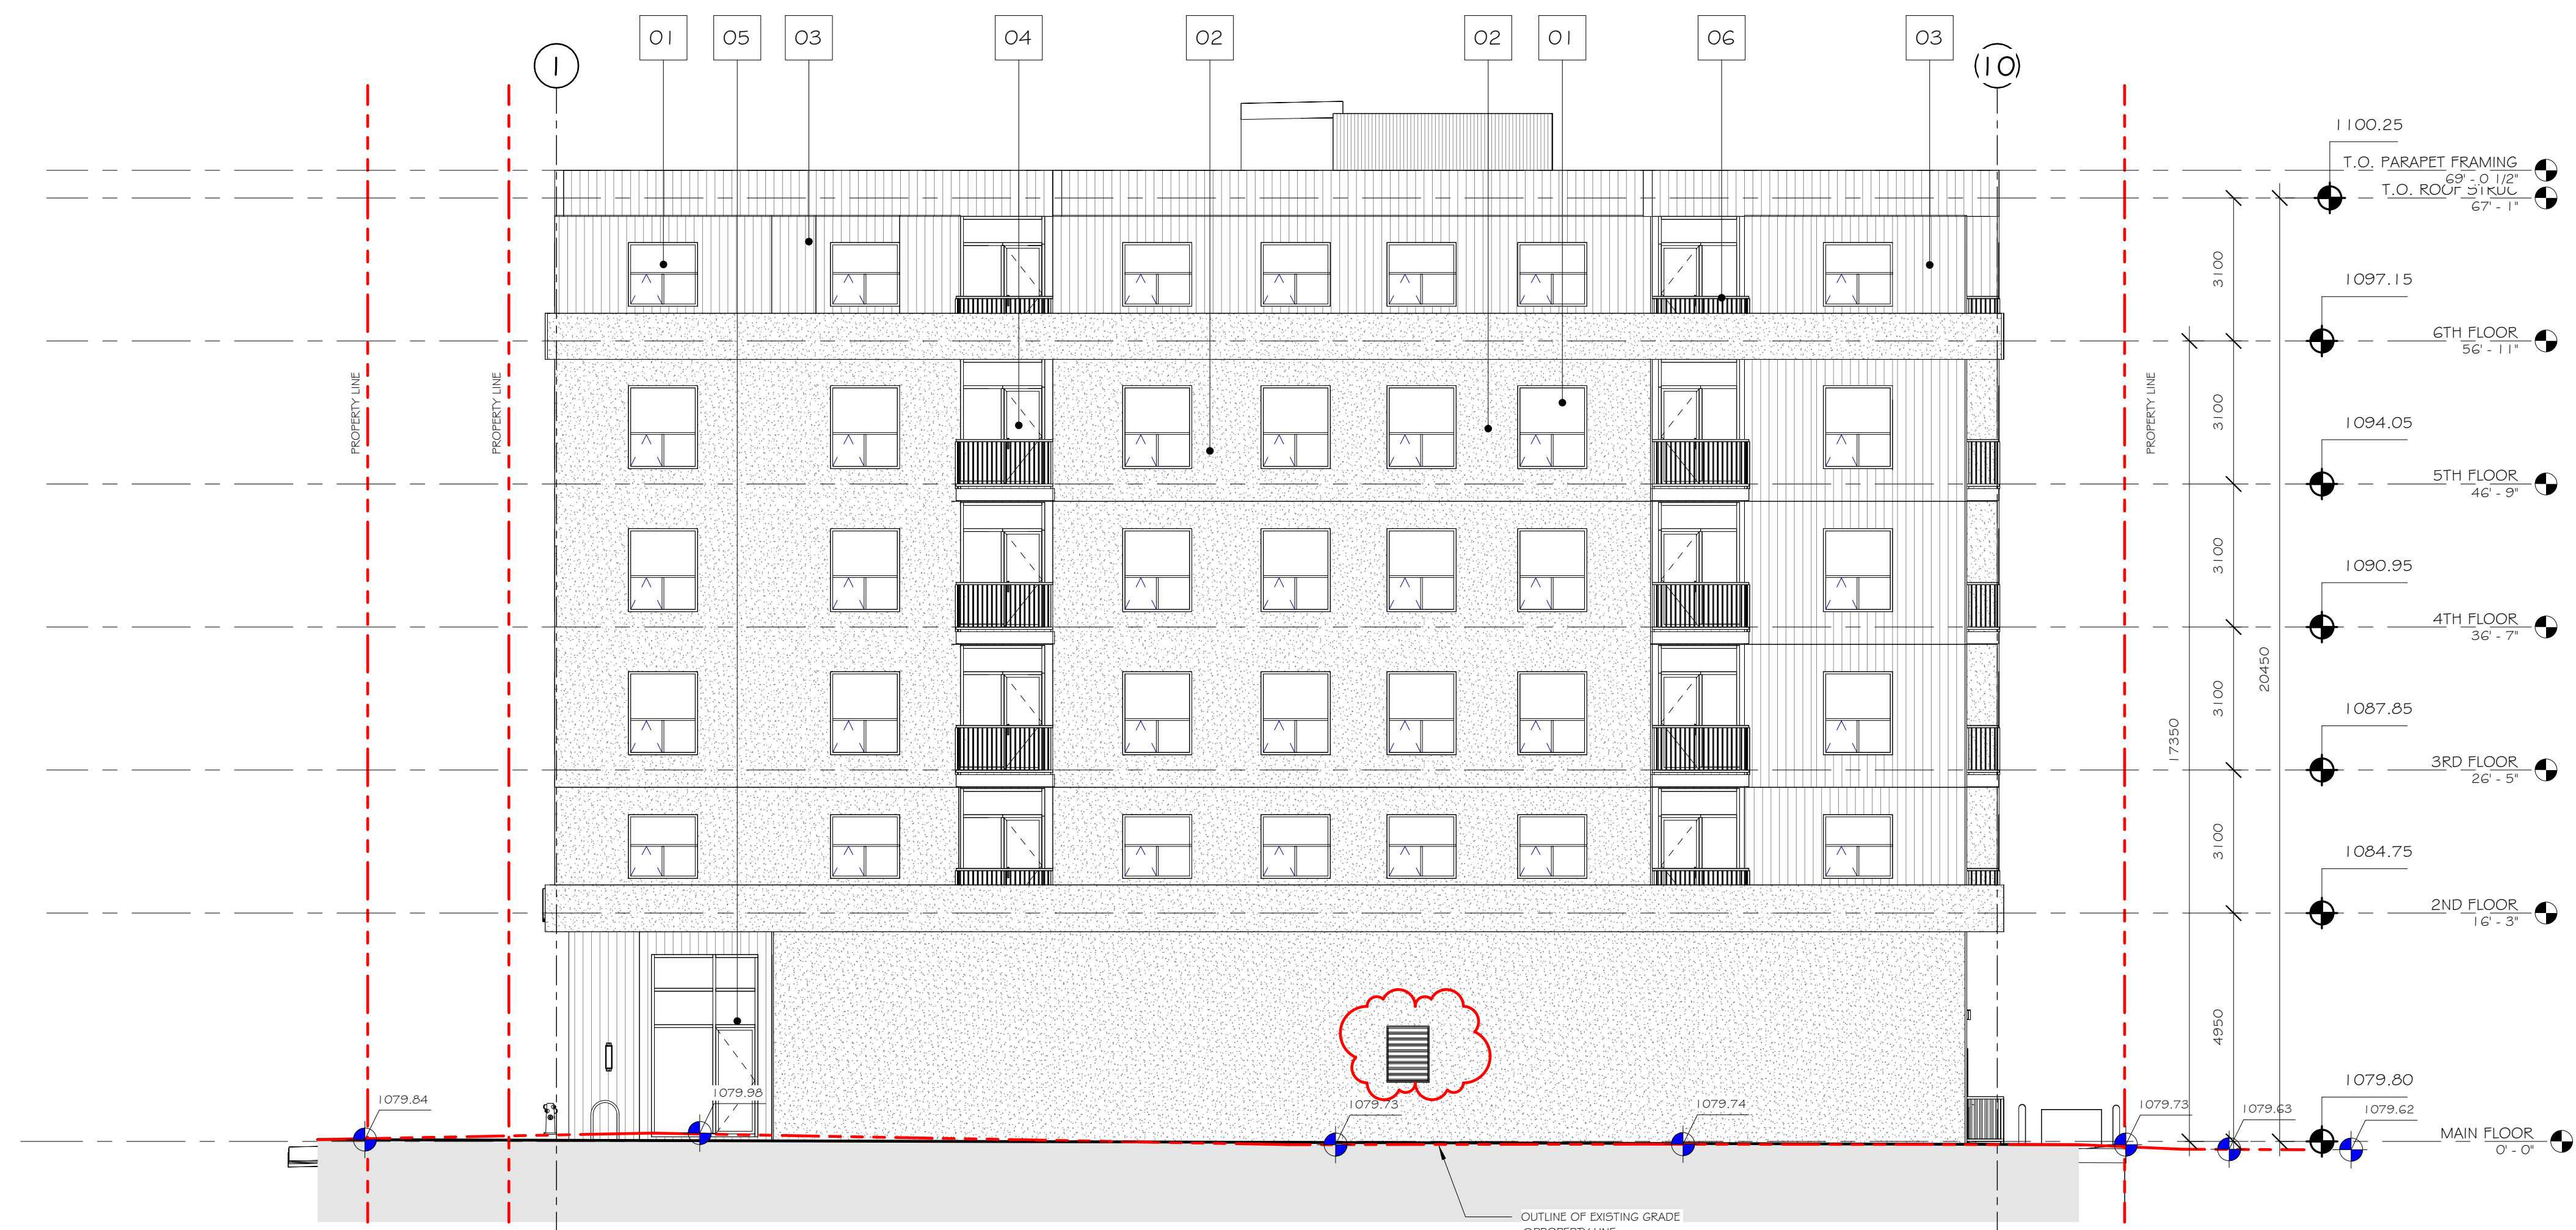 01 05 03 04 02 02 01 06 03
1 10
1100.25
T.O. PARAPET FRAMING
69' - 0 1/2"
T.O. ROOF STRUC
67' - 1"
3100
1097.15
6TH FLOOR
56' - 11"
PROPERTY LINE
PROPERTY LINE
PROPERTY LINE
3100
1094.05
5TH FLOOR
46' - 9"
3100
1090.95
4TH FLOOR
36' - 7"
20450
3100
1087.85
17350
3RD FLOOR
26' - 5"
3100
1084.75
2ND FLOOR
16' - 3"
4950
1079.80
1079.84
1079.98
1079.73
1079.74
1079.73
1079.63
1079.62
MAIN FLOOR
0' - 0"
OUTLINE OF EXISTING GRADE